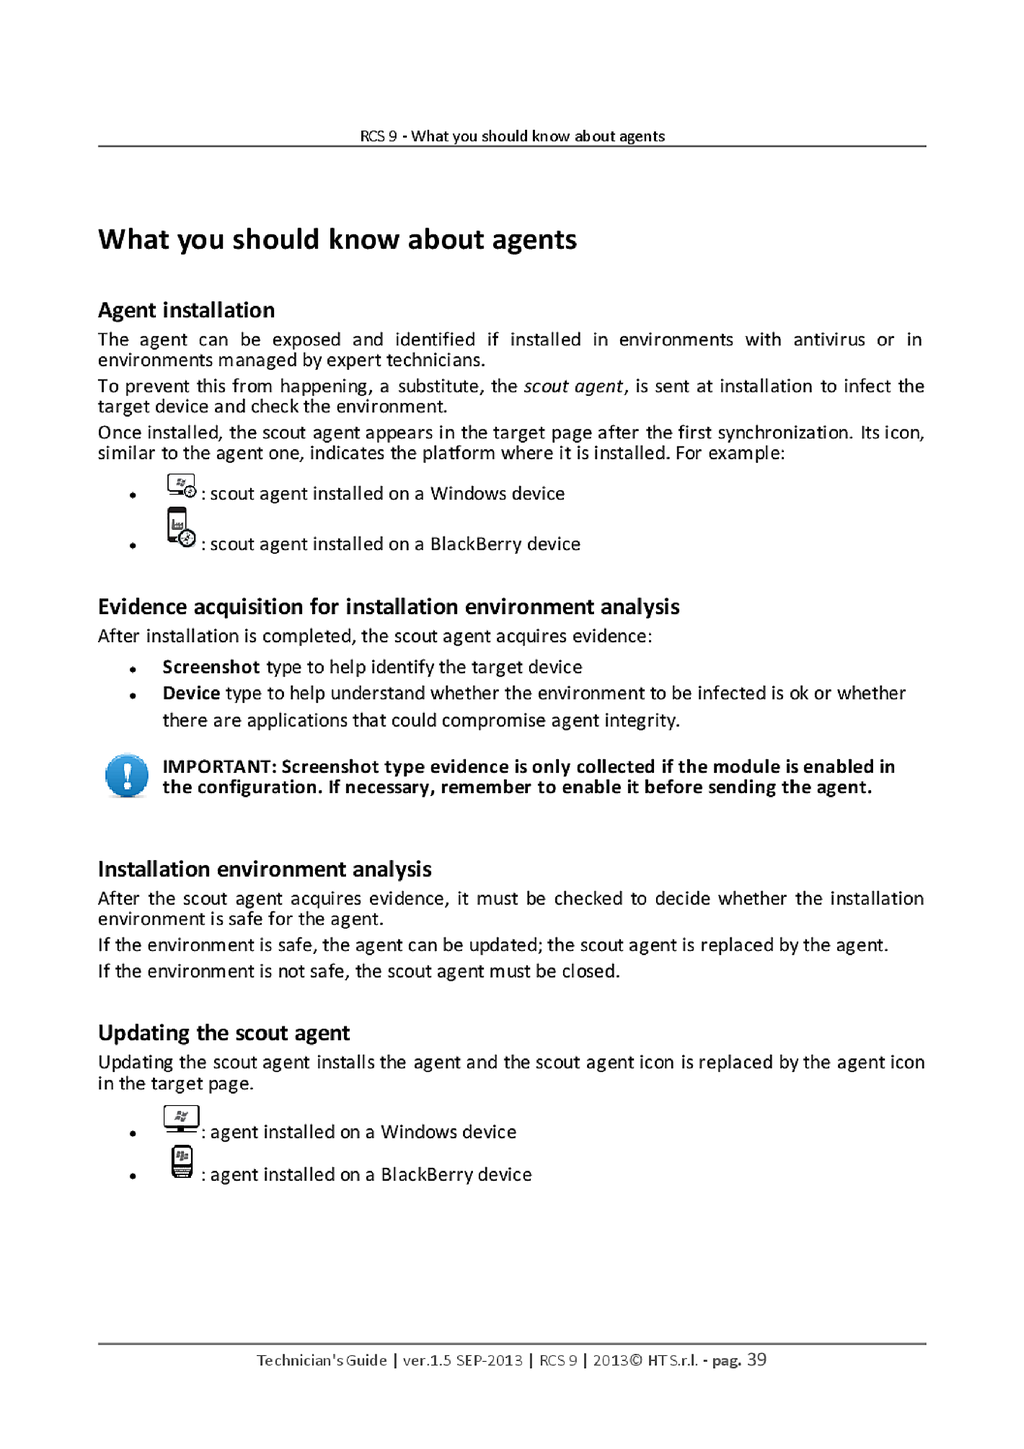 RCS 9 - What you should know about agents
What you should know about agents
Agent installation
The agent can be exposed and identified if installed in environments with antivirus or in
environments managed by expert technicians.
To prevent this from happening, a substitute, the scout agent, is sent at installation to infect the
target device and check the environment.
Once installed, the scout agent appears in the target page after the first synchronization. Its icon,
similar to the agent one, indicates the platform where it is installed. For example:
• : scout agent installed on a Windows device
• : scout agent installed on a BlackBerry device
Evidence acquisition for installation environment analysis
After installation is completed, the scout agent acquires evidence:
• Screenshot type to help identify the target device
• Device type to help understand whether the environment to be infected is ok or whether
there are applications that could compromise agent integrity.
IMPORTANT: Screenshot type evidence is only collected if the module is enabled in
the configuration. If necessary, remember to enable it before sending the agent.
Installation environment analysis
After the scout agent acquires evidence, it must be checked to decide whether the installation
environment is safe for the agent.
If the environment is safe, the agent can be updated; the scout agent is replaced by the agent.
If the environment is not safe, the scout agent must be closed.
Updating the scout agent
Updating the scout agent installs the agent and the scout agent icon is replaced by the agent icon
in the target page.
• : agent installed on a Windows device
• : agent installed on a BlackBerry device
Technician's Guide | ver.1.5 SEP-2013 | RCS 9 | 2013© HT S.r.l. - pag. 39